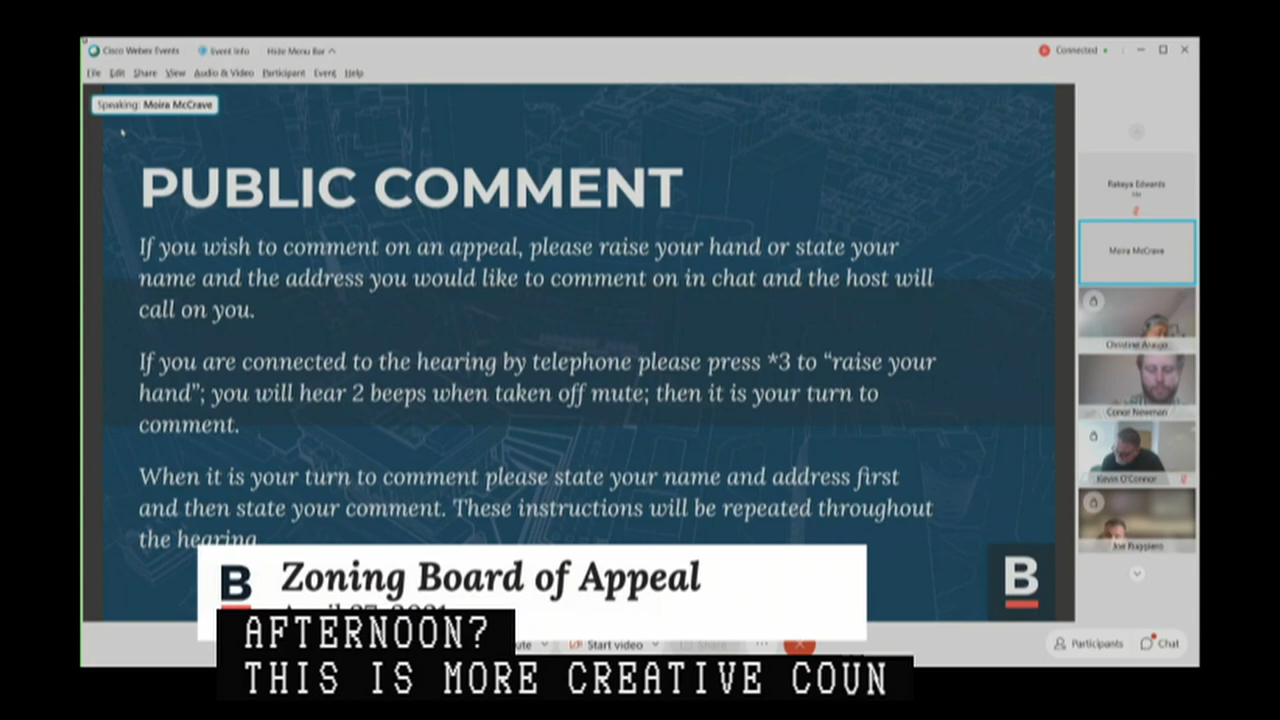 Cisco Webex Events Event Info Hide Menu Bar Connected
File Edit Share View Audio & Video Participant Event Help
Speaking: Moira McCrave
PUBLIC COMMENT
If you wish to comment on an appeal, please raise your hand or state your
name and the address you would like to comment on in chat and the host will
call on you.
If you are connected to the hearing by telephone please press *3 to “raise your
hand”; you will hear 2 beeps when taken off mute; then it is your turn to
comment.
When it is your turn to comment please state your name and address first
and then state your comment. These instructions will be repeated throughout
the hearing
Rakeya Edwards
Me
Moira McCrave
Christine Araujo
Conor Newman
Kevin O'Connor
Joe Ruggiero
B
B Zoning Board of Appeal
AFTERNOON?
THIS IS MORE CREATIVE COUN
ute Start video Share
Participants Chat